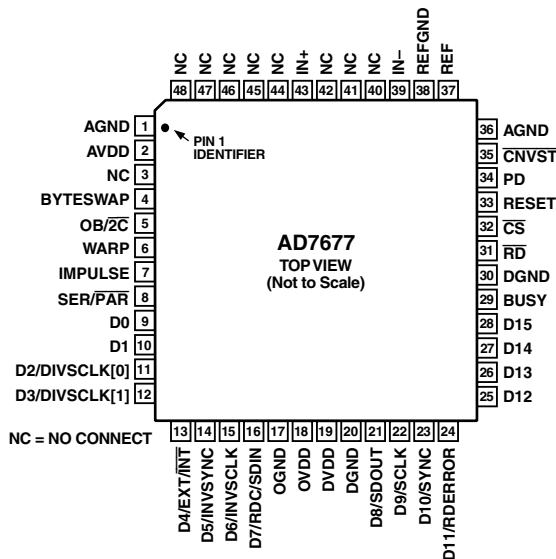 NC NC NC NC NC IN+ NC NC NC IN– REFGND REF
48 47 46 45 44 43 42 41 40 39 38 37
AGND 1
AVDD 2
NC 3
BYTESWAP 4
OB/2C 5
WARP 6
IMPULSE 7
SER/PAR 8
D0 9
D1 10
D2/DIVSCLK[0] 11
D3/DIVSCLK[1] 12
PIN 1
IDENTIFIER
AD7677
TOP VIEW
(Not to Scale)
36 AGND
35 CNVST
34 PD
33 RESET
32 CS
31 RD
30 DGND
29 BUSY
28 D15
27 D14
26 D13
25 D12
NC = NO CONNECT
13 14 15 16 17 18 19 20 21 22 23 24
D4/EXT/INT
D5/INVSYNC
D6/INVSCLK
D7/RDC/SDIN
OGND
OVDD
DVDD
DGND
D8/SDOUT
D9/SCLK
D10/SYNC
D11/RDERROR